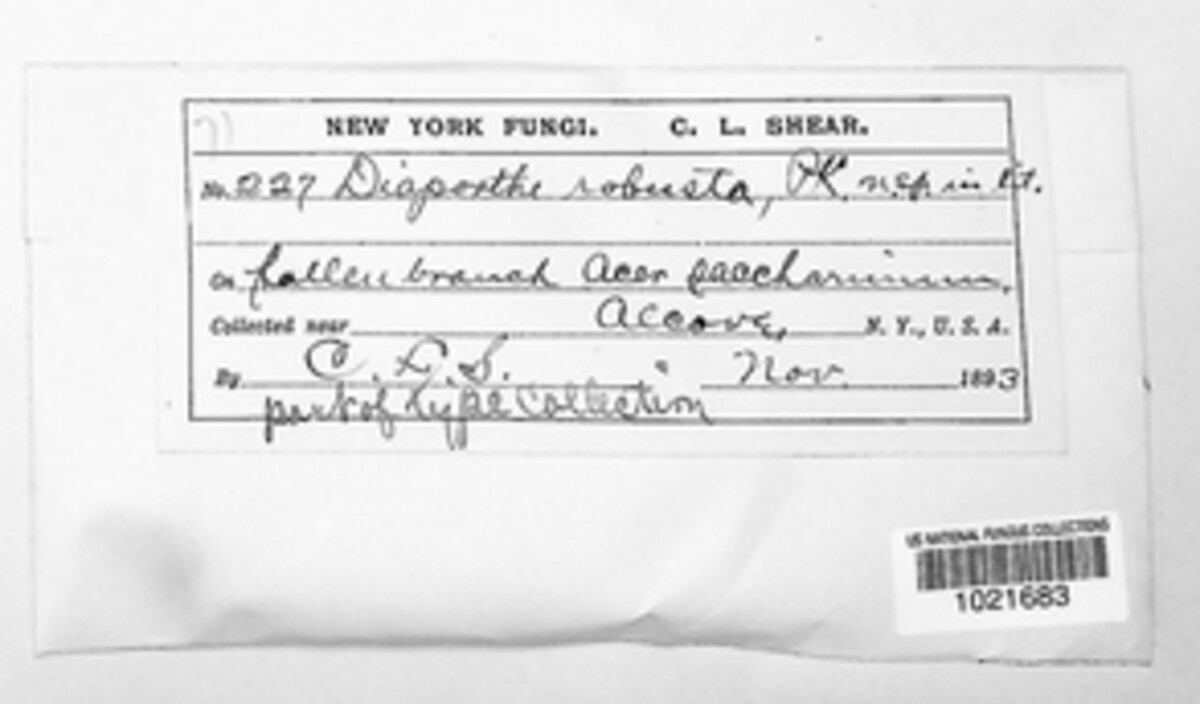 NEW YORK FUNGI. C. L. SHEAR.
No. 227 Diaporthe robusta, Pk. n.sp. in lit.
On fallen branch Acer saccharinum.
Collected near Alcove, N. Y., U. S. A.
By C. L. S. Nov. 1893
part of type collection
US NATIONAL FUNGUS COLLECTIONS
1021683